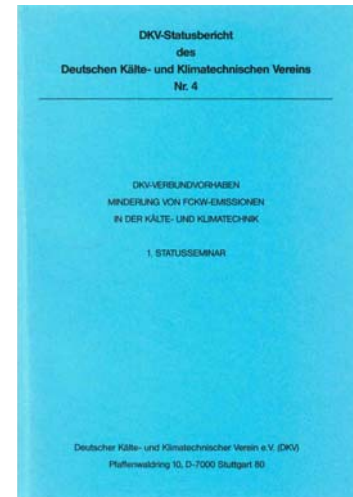 DKV-Statusbericht
des
Deutschen Kälte- und Klimatechnischen Vereins
Nr. 4
DKV-VERBUNDVORHABEN
MINDERUNG VON FCKW-EMISSIONEN
IN DER KÄLTE- UND KLIMATECHNIK
1. STATUSSEMINAR
Deutscher Kälte- und Klimatechnischer Verein e.V. (DKV)
Pfaffenwaldring 10, D-7000 Stuttgart 80